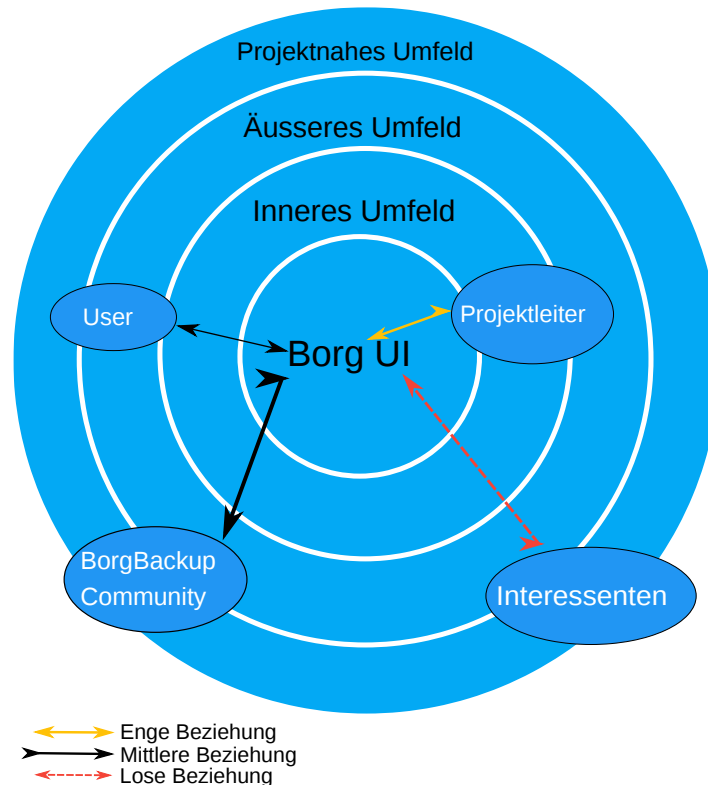 Projektnahes Umfeld
Äusseres Umfeld
Inneres Umfeld
User
Projektleiter
Borg UI
BorgBackup
Community
Interessenten
Enge Beziehung
Mittlere Beziehung
Lose Beziehung